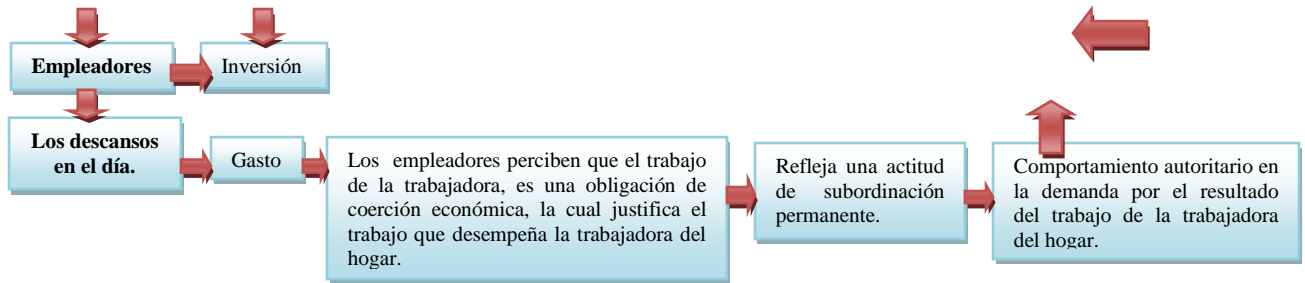 Empleadores
Inversión
Los descansos
en el día.
Gasto
Los empleadores perciben que el trabajo
de la trabajadora, es una obligación de
coerción económica, la cual justifica el
trabajo que desempeña la trabajadora del
hogar.
Refleja una actitud
de subordinación
permanente.
Comportamiento autoritario en
la demanda por el resultado
del trabajo de la trabajadora
del hogar.